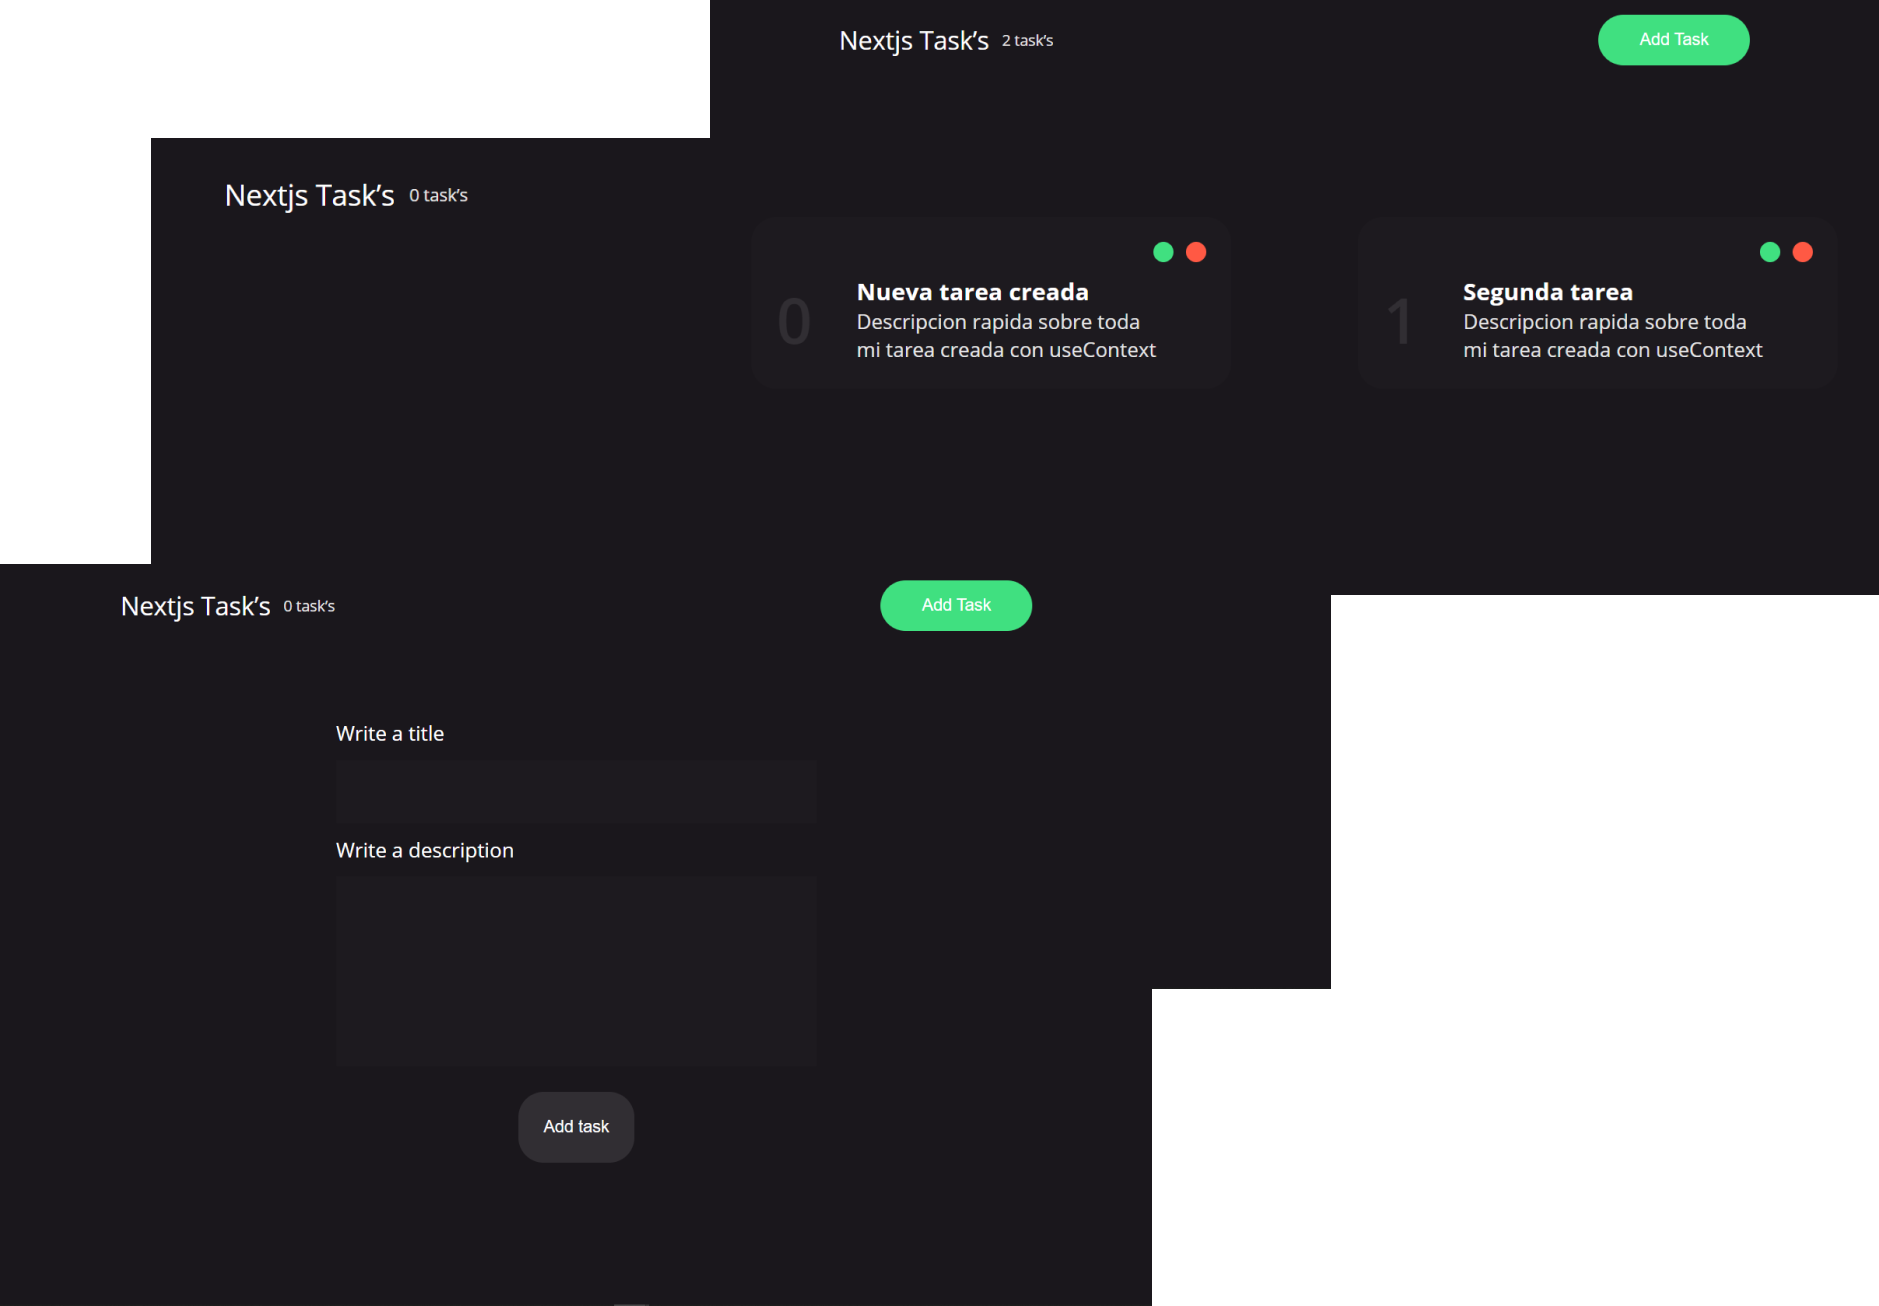 Nextjs Task’s 2 task’s
Add Task
Nextjs Task’s 0 task’s
0
Nueva tarea creada
Descripcion rapida sobre toda
mi tarea creada con useContext
1
Segunda tarea
Descripcion rapida sobre toda
mi tarea creada con useContext
Nextjs Task’s 0 task’s
Add Task
Write a title
Write a description
Add task